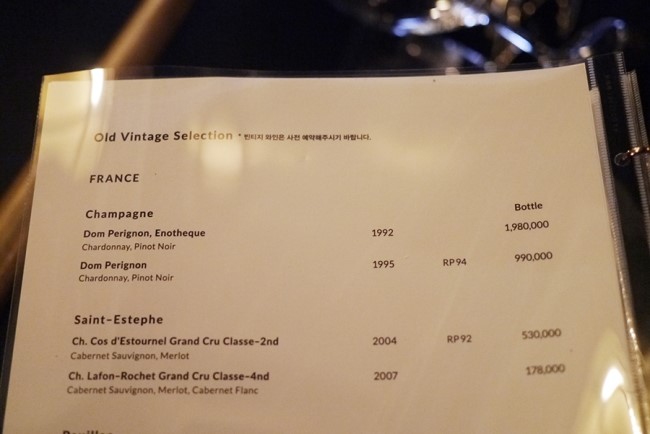 Old Vintage Selection * 빈티지 와인은 사전 예약해주시기 바랍니다.
FRANCE
Champagne Bottle
Dom Perignon, Enotheque 1992 1,980,000
Chardonnay, Pinot Noir
Dom Perignon 1995 RP94 990,000
Chardonnay, Pinot Noir
Saint-Estephe
Ch. Cos d'Estournel Grand Cru Classe-2nd 2004 RP92 530,000
Cabernet Sauvignon, Merlot
Ch. Lafon-Rochet Grand Cru Classe-4nd 2007 178,000
Cabernet Sauvignon, Merlot, Cabernet Flanc